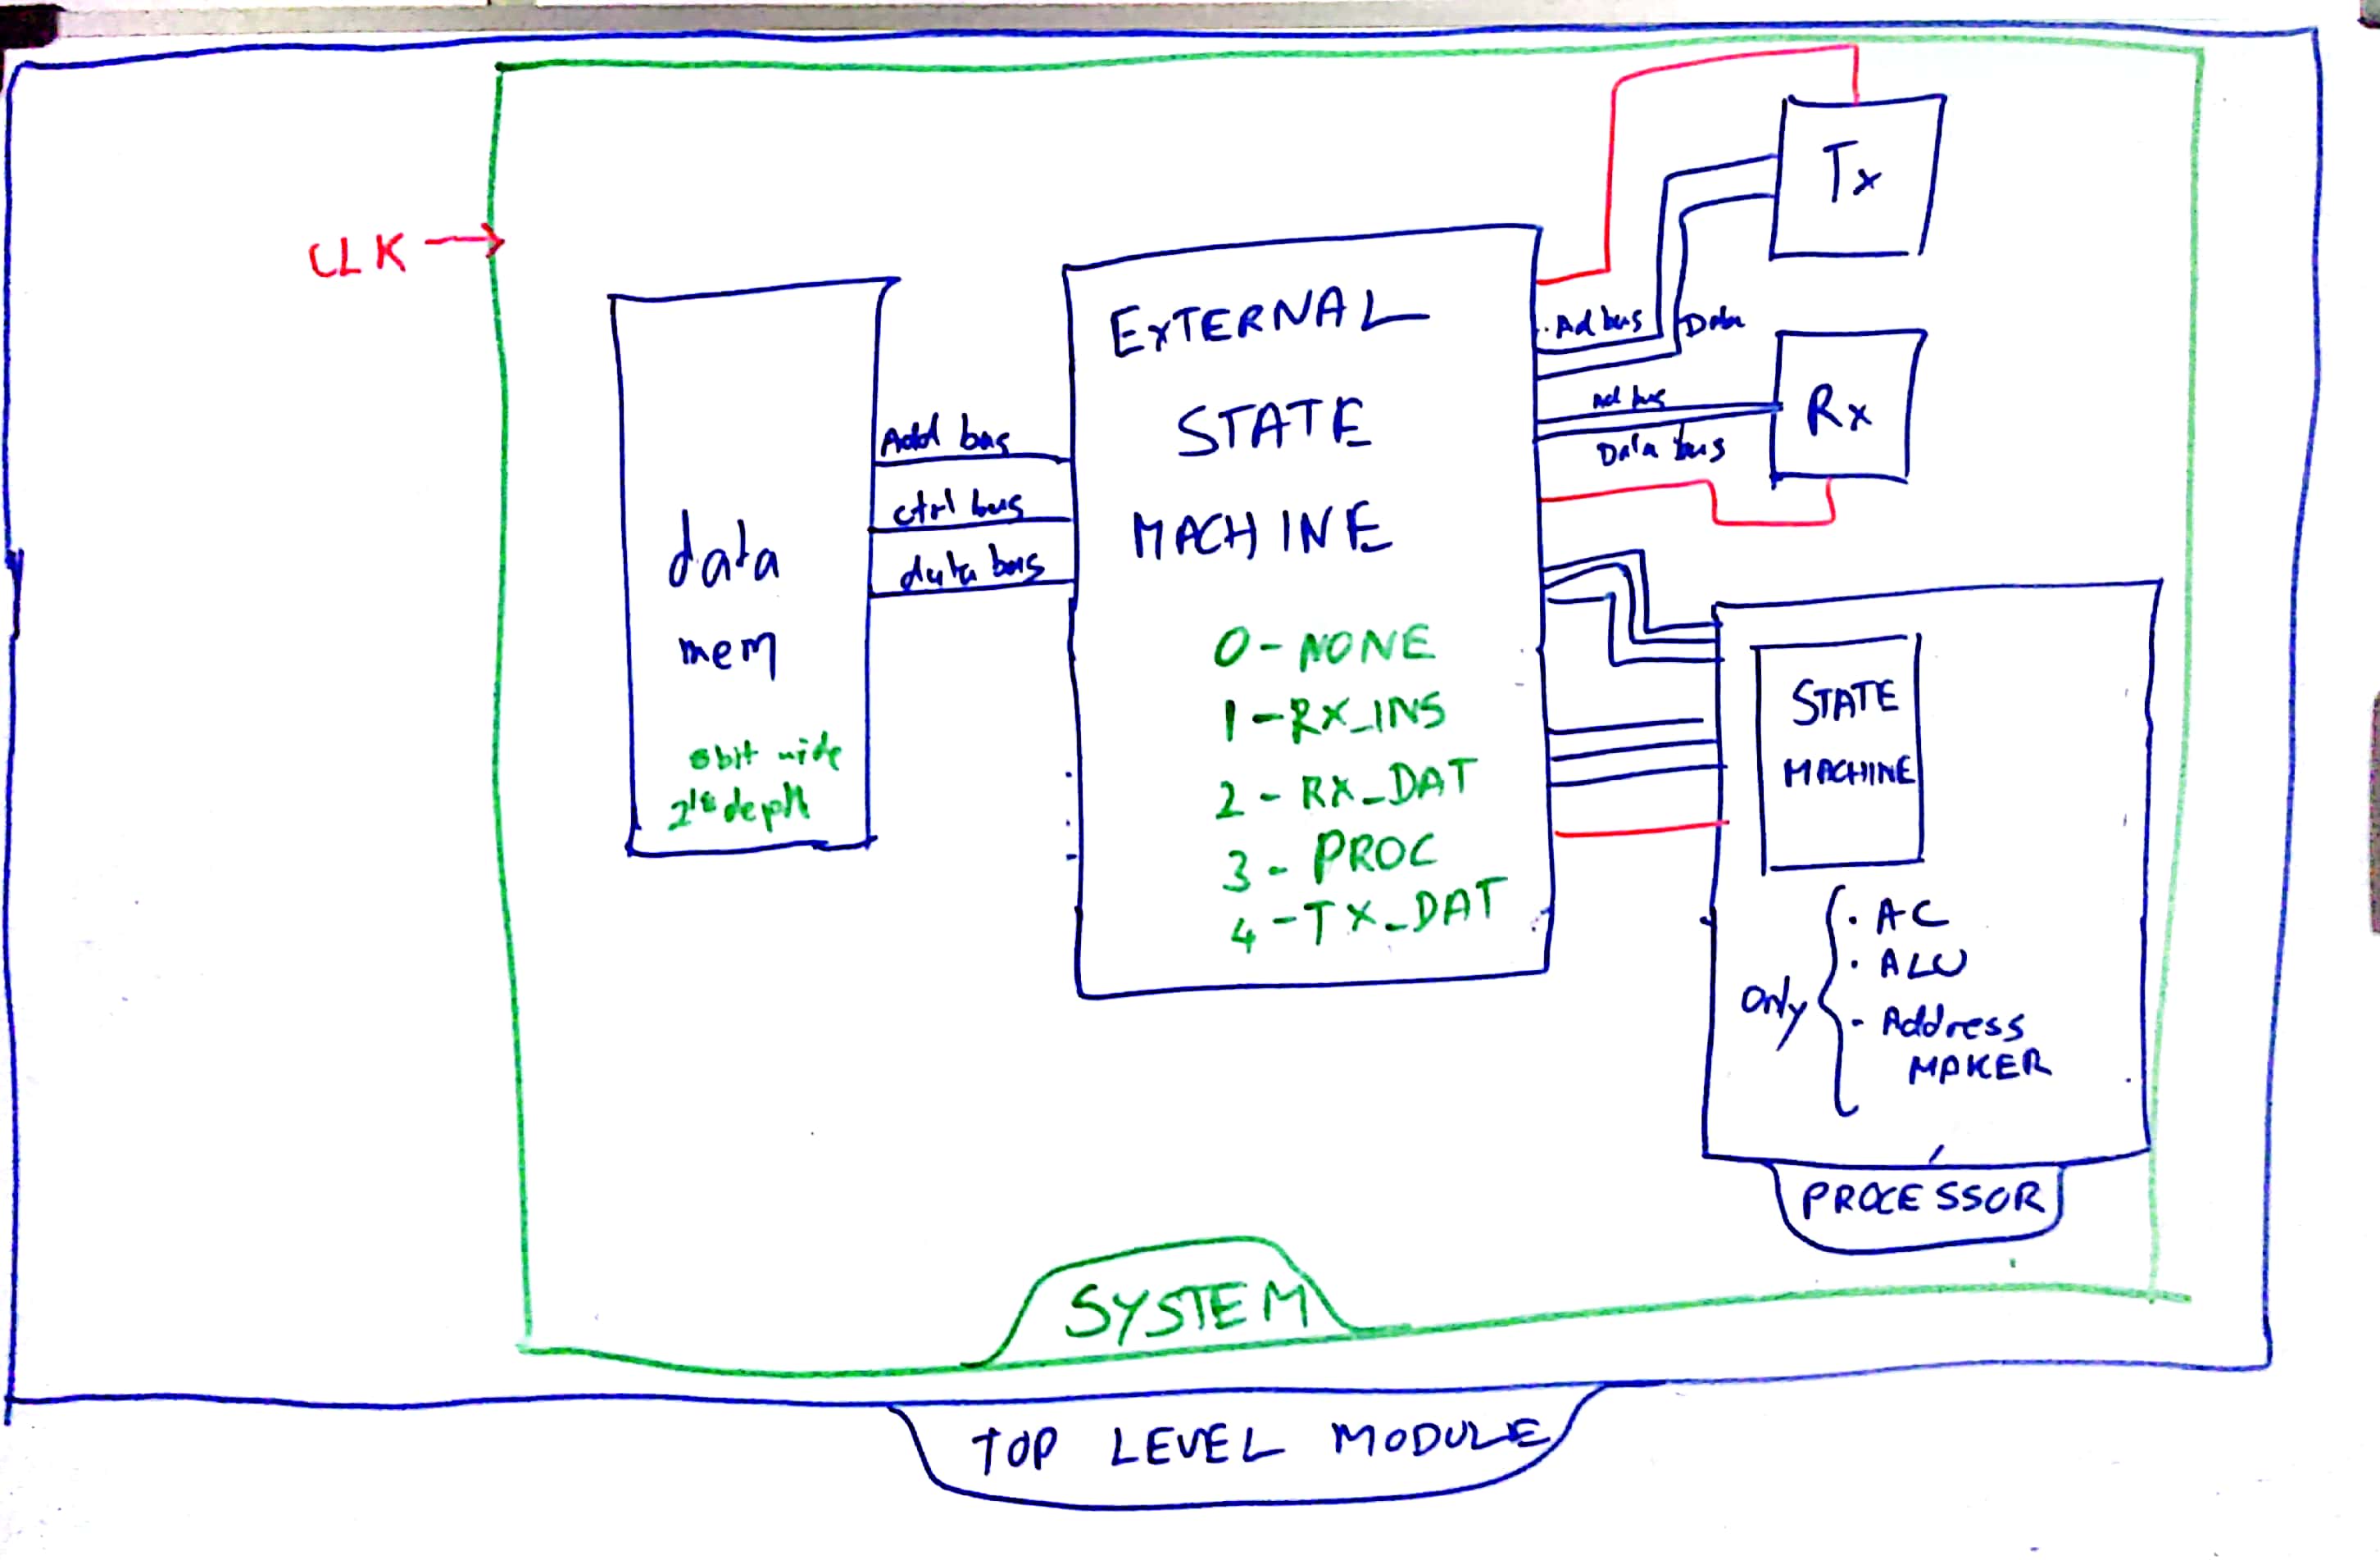 CLK
data
mem
8bit wide
depth
Add bus
ctrl bus
data bus
ExTERNAL
STATE
MACHINE
0 - NONE
1 - RX_INS
2 - RX_DAT
3 - PROC
4 - TX_DAT
Ad bus
Data
Tx
Ad bus
Data bus
Rx
STATE
MACHINE
only
· AC
· ALU
- Address
MAKER
PROCESSOR
SYSTEM
TOP LEVEL MODULE